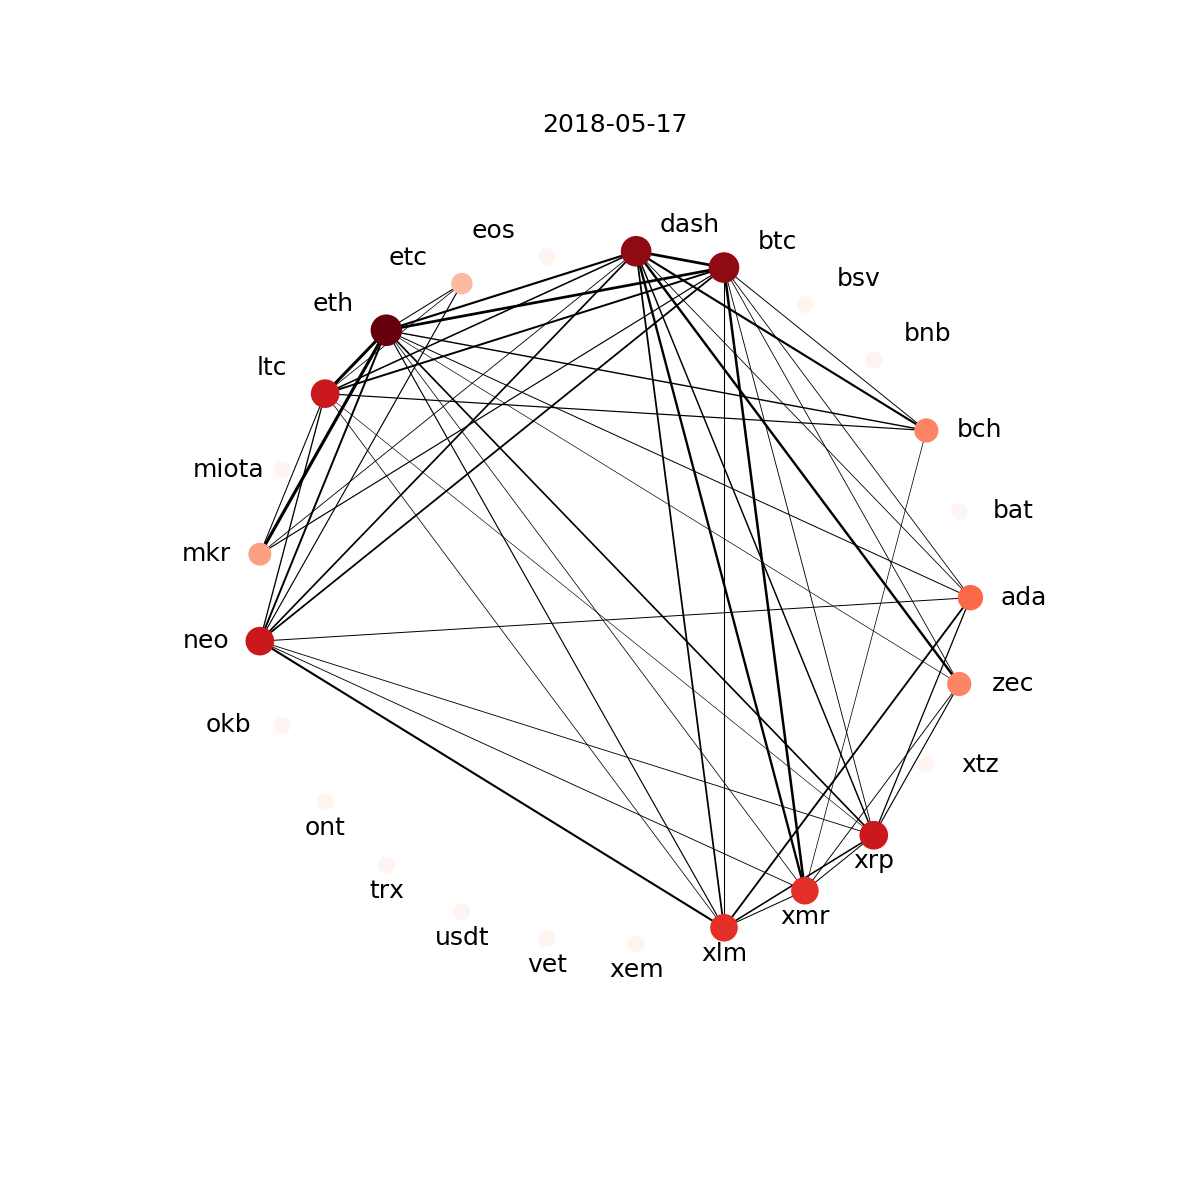 2018-05-17
dash
eos
btc
etc
bsv
eth
bnb
ltc
bch
miota
bat
mkr
ada
neo
zec
okb
xtz
ont
xrp
trx
xmr
usdt
xlm
vet
xem